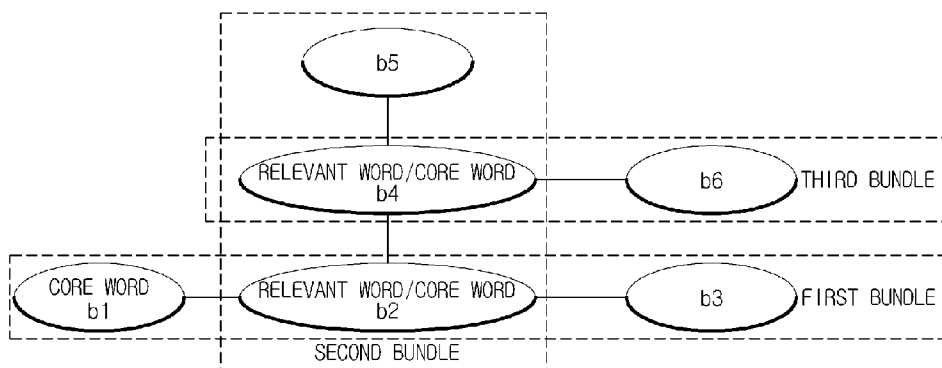 b5
RELEVANT WORD/CORE WORD
b4
b6
THIRD BUNDLE
CORE WORD
b1
RELEVANT WORD/CORE WORD
b2
b3
FIRST BUNDLE
SECOND BUNDLE